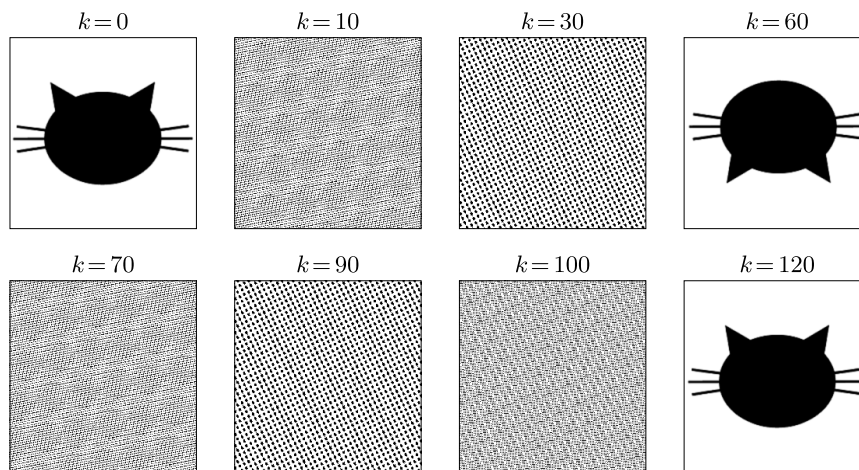 k = 0
k = 10
k = 30
k = 60
k = 70
k = 90
k = 100
k = 120